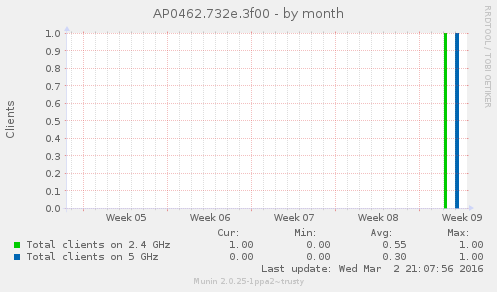 AP0462.732e.3f00 - by month
RRDTOOL / TOBI OETIKER
Clients
1.0
0.9
0.8
0.7
0.6
0.5
0.4
0.3
0.2
0.1
0.0
Week 05 Week 06 Week 07 Week 08 Week 09
Cur: Min: Avg: Max:
Total clients on 2.4 GHz 1.00 0.00 0.55 1.00
Total clients on 5 GHz 0.00 0.00 0.30 1.00
Last update: Wed Mar 2 21:07:56 2016
Munin 2.0.25-1ppa2~trusty